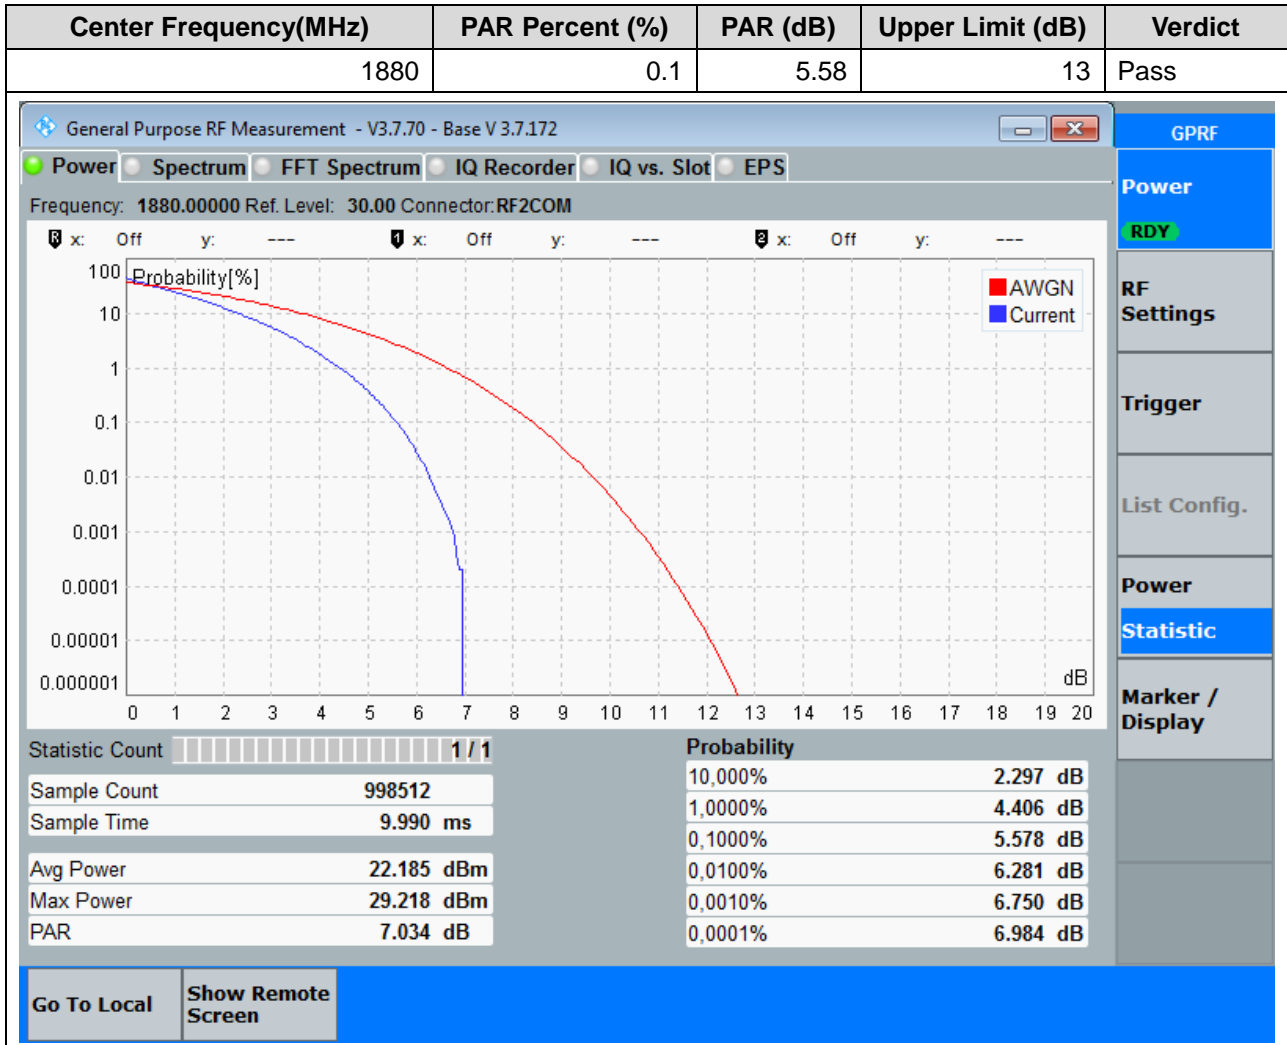 Center Frequency(MHz) PAR Percent (%) PAR (dB) Upper Limit (dB) Verdict
1880 0.1 5.58 13 Pass
General Purpose RF Measurement - V3.7.70 - Base V 3.7.172
GPRF
Power Spectrum FFT Spectrum IQ Recorder IQ vs. Slot EPS
Frequency: 1880.00000 Ref. Level: 30.00 Connector:RF2COM
R x: Off y: --- 1 x: Off y: --- 2 x: Off y: ---
Probability[%]
AWGN
Current
100
10
1
0.1
0.01
0.001
0.0001
0.00001
0.000001
dB
0 1 2 3 4 5 6 7 8 9 10 11 12 13 14 15 16 17 18 19 20
Statistic Count 1 / 1
Sample Count 998512
Sample Time 9.990 ms
Avg Power 22.185 dBm
Max Power 29.218 dBm
PAR 7.034 dB
Probability
10,000% 2.297 dB
1,0000% 4.406 dB
0,1000% 5.578 dB
0,0100% 6.281 dB
0,0010% 6.750 dB
0,0001% 6.984 dB
Power
RDY
RF
Settings
Trigger
List Config.
Power
Statistic
Marker /
Display
Go To Local
Show Remote
Screen